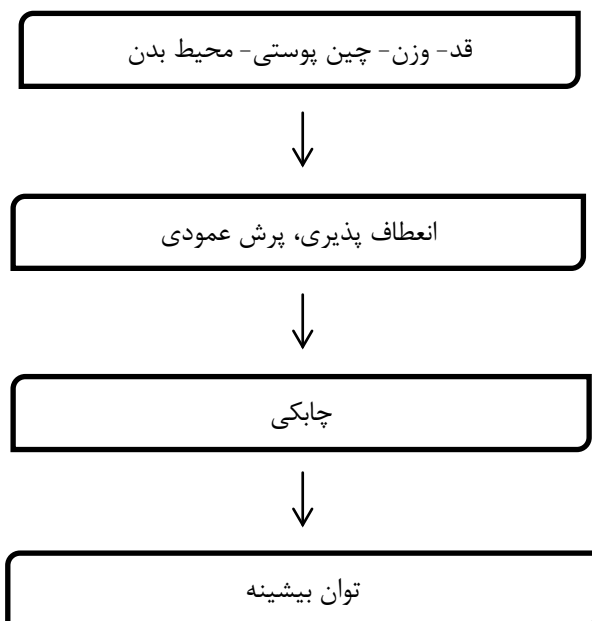 قد- وزن- چین پوستی- محیط بدن
انعطاف پذیری، پرش عمودی
چابکی
توان بیشینه